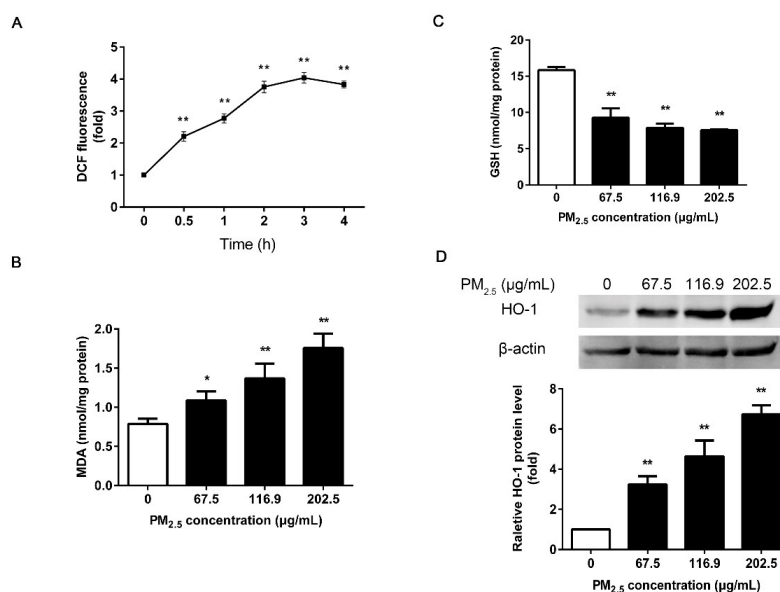 A
DCF fluorescence
(fold)
5
4
3
2
1
0
**
**
**
**
**
0 0.5 1 2 3 4
Time (h)
B
MDA (nmol/mg protein)
2.0
1.5
1.0
0.5
0.0
*
**
**
0 67.5 116.9 202.5
PM2.5 concentration (μg/mL)
C
GSH (nmol/mg protein)
20
15
10
5
0
**
**
**
0 67.5 116.9 202.5
PM2.5 concentration (μg/mL)
D
PM2.5 (μg/mL) 0 67.5 116.9 202.5
HO-1
β-actin
Raletive HO-1 protein level
(fold)
8
6
4
2
0
**
**
**
0 67.5 116.9 202.5
PM2.5 concentration (μg/mL)